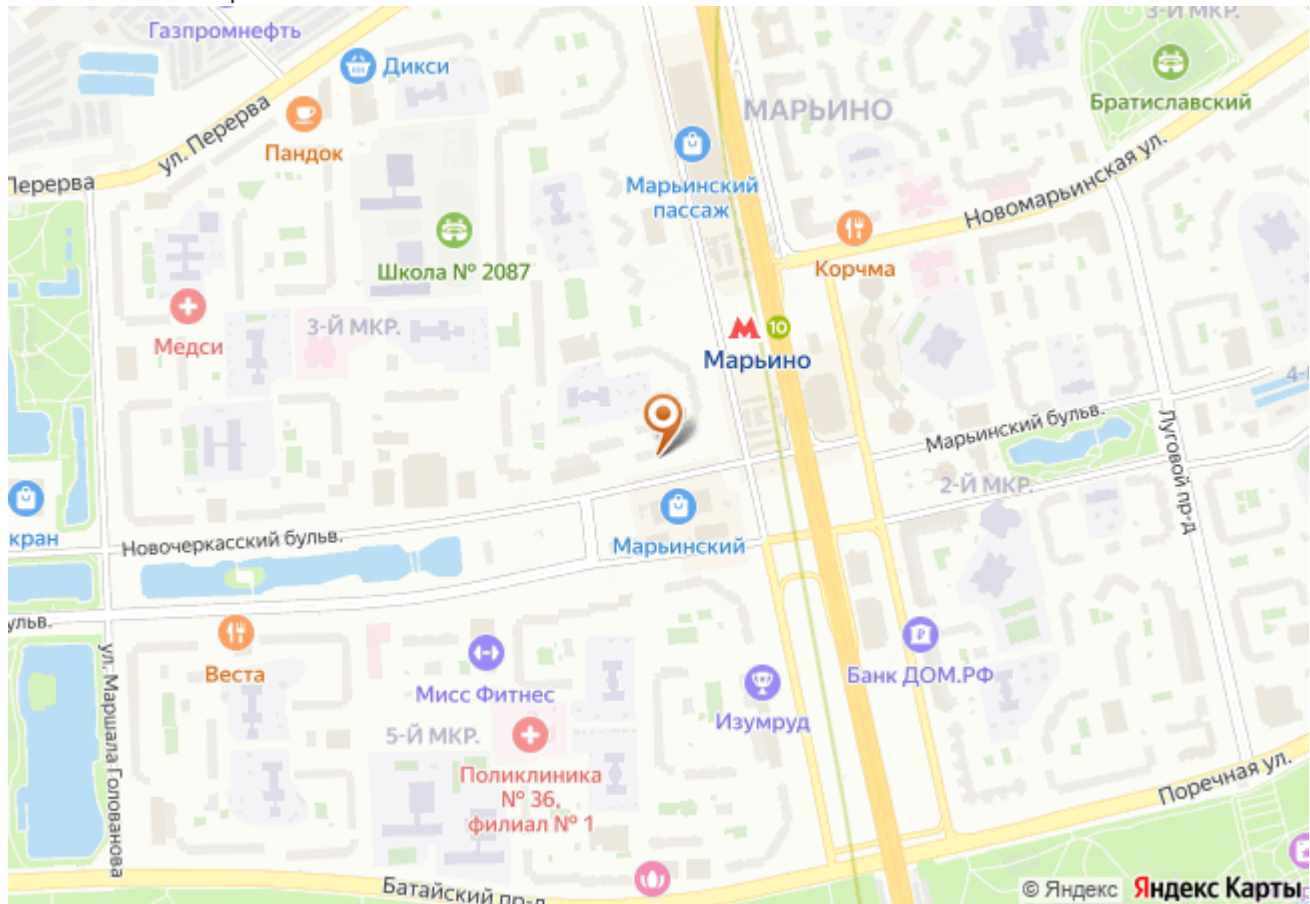 3-Й МКР.
Газпромнефть
Дикси
Братиславский
МАРЬИНО
ул. Перерва
Пандок
Перерва
Марьинский
пассаж
Новомарьинская ул.
Школа № 2087
Корчма
Медси
3-Й МКР.
10
Марьино
4-
Марьинский бульв.
Луговой пр-д
2-Й МКР.
кран
Новочеркасский бульв.
Марьинский
ульв.
Веста
ул. Маршала Голованова
Мисс Фитнес
Банк ДОМ.РФ
Изумруд
5-Й МКР.
Поликлиника
№ 36,
филиал № 1
Поречная ул.
Батайский пр-д
© Яндекс Яндекс Карты